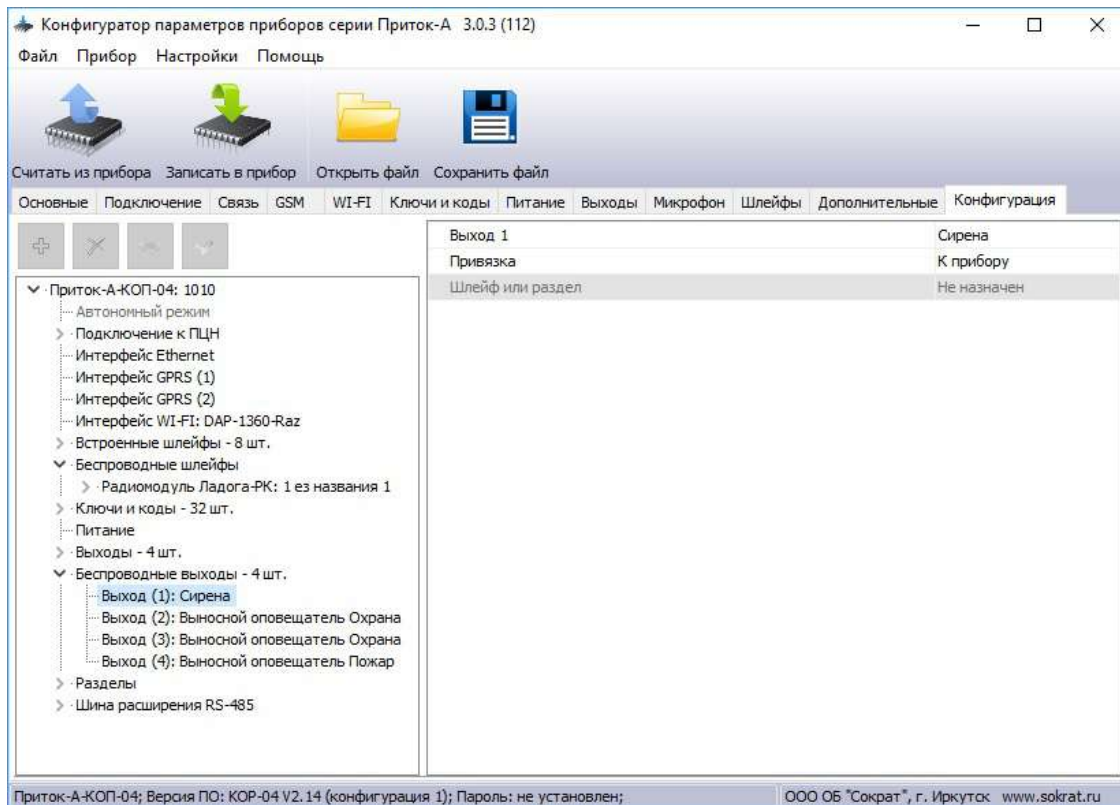 Конфигуратор параметров приборов серии Приток-А 3.0.3 (112)
Файл Прибор Настройки Помощь
Считать из прибора Записать в прибор Открыть файл Сохранить файл
Основные Подключение Связь GSM WI-FI Ключи и коды Питание Выходы Микрофон Шлейфы Дополнительные Конфигурация
Приток-А-КОП-04: 1010
Автономный режим
Подключение к ПЦН
Интерфейс Ethernet
Интерфейс GPRS (1)
Интерфейс GPRS (2)
Интерфейс WI-FI: DAP-1360-Raz
Встроенные шлейфы - 8 шт.
Беспроводные шлейфы
Радиомодуль Ладога-РК: 1 ез названия 1
Ключи и коды - 32 шт.
Питание
Выходы - 4 шт.
Беспроводные выходы - 4 шт.
Выход (1): Сирена
Выход (2): Выносной оповещатель Охрана
Выход (3): Выносной оповещатель Охрана
Выход (4): Выносной оповещатель Пожар
Разделы
Шина расширения RS-485
Выход 1 Сирена
Привязка К прибору
Шлейф или раздел Не назначен
Приток-А-КОП-04; Версия ПО: КОР-04 V2.14 (конфигурация 1); Пароль: не установлен; ООО ОБ "Сократ", г. Иркутск www.sokrat.ru